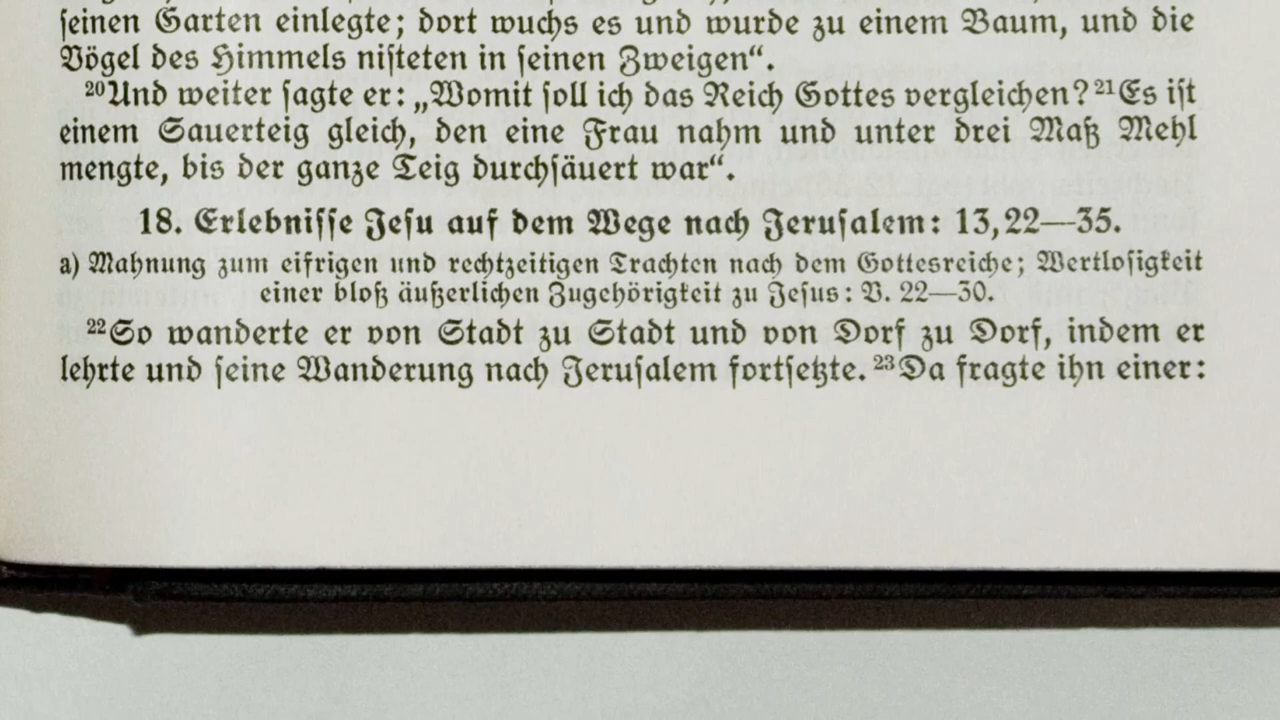 seinen Garten einlegte; dort wuchs es und wurde zu einem Baum, und die
Vögel des Himmels nisteten in seinen Zweigen“.
²⁰Und weiter sagte er: „Womit soll ich das Reich Gottes vergleichen? ²¹Es ist
einem Sauerteig gleich, den eine Frau nahm und unter drei Maß Mehl
mengte, bis der ganze Teig durchsäuert war“.
18. Erlebnisse Jesu auf dem Wege nach Jerusalem: 13,22—35.
a) Mahnung zum eifrigen und rechtzeitigen Trachten nach dem Gottesreiche; Wertlosigkeit
einer bloß äußerlichen Zugehörigkeit zu Jesus: V. 22—30.
²²So wanderte er von Stadt zu Stadt und von Dorf zu Dorf, indem er
lehrte und seine Wanderung nach Jerusalem fortsetzte. ²³Da fragte ihn einer: